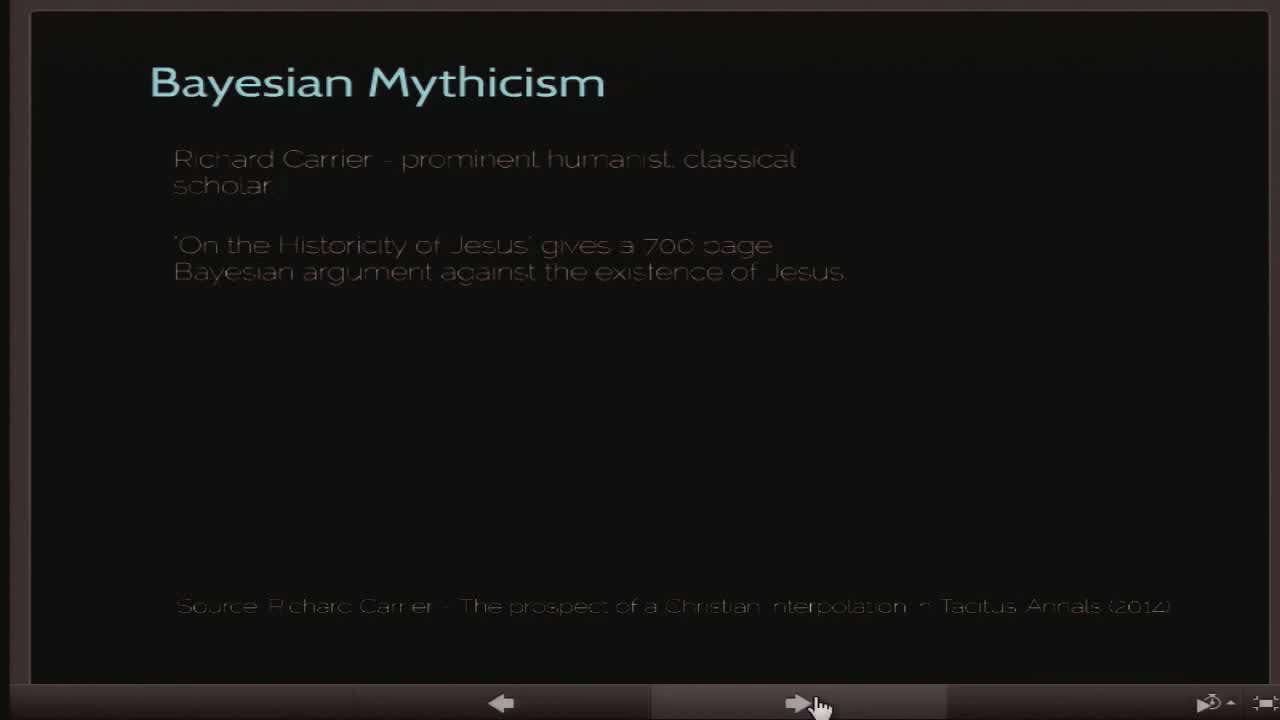 Bayesian Mythicism
Richard Carrier - prominent humanist, classical
scholar
'On the Historicity of Jesus' gives a 700 page
Bayesian argument against the existence of Jesus.
Source: Richard Carrier - The prospect of a Christian interpolation in Tacitus Annals (2014)